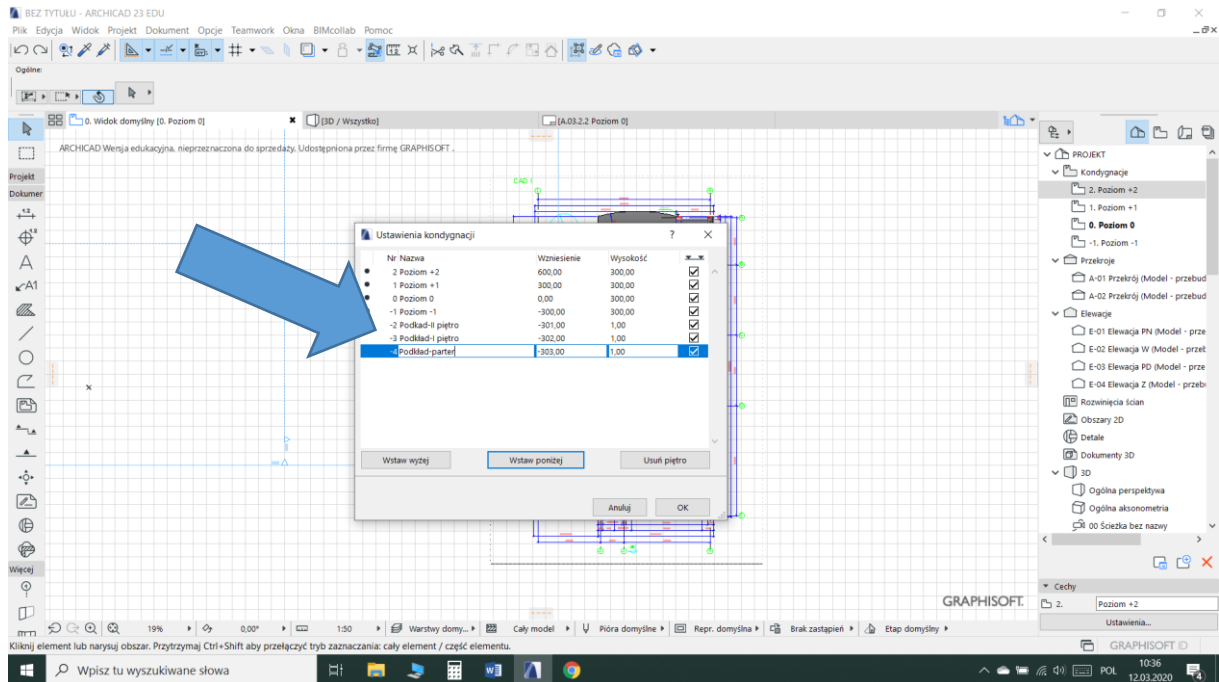 BEZ TYTUŁU - ARCHICAD 23 EDU
Plik Edycja Widok Projekt Dokument Opcje Teamwork Okna BIMcollab Pomoc
Ogólne:
0. Widok domyślny [0. Poziom 0]
[3D / Wszystko]
[A.03.2.2 Poziom 0]
ARCHICAD Wersja edukacyjna, nieprzeznaczona do sprzedaży. Udostępniona przez firmę GRAPHISOFT.
Projekt
Dokumer
Więcej
CAD I
Ustawienia kondygnacji
Nr Nazwa Wzniesienie Wysokość
2 Poziom +2 600,00 300,00
1 Poziom +1 300,00 300,00
0 Poziom 0 0,00 300,00
-1 Poziom -1 -300,00 300,00
-2 Podkad-II piętro -301,00 1,00
-3 Podkład-I piętro -302,00 1,00
-4 Podkład-parter -303,00 1,00
Wstaw wyżej Wstaw poniżej Usuń piętro
Anuluj OK
PROJEKT
Kondygnacje
2. Poziom +2
1. Poziom +1
0. Poziom 0
-1. Poziom -1
Przekroje
A-01 Przekrój (Model - przebud
A-02 Przekrój (Model - przebud
Elewacje
E-01 Elewacja PN (Model - prze
E-02 Elewacja W (Model - przeb
E-03 Elewacja PD (Model - prze
E-04 Elewacja Z (Model - przebu
Rozwinięcia ścian
Obszary 2D
Detale
Dokumenty 3D
3D
Ogólna perspektywa
Ogólna aksonometria
00 Ścieżka bez nazwy
Cechy
2. Poziom +2
Ustawienia...
GRAPHISOFT.
19% 0,00° 1:50 Warstwy domy... Cały model Pióra domyślne Repr. domyślna Brak zastąpień Etap domyślny
Kliknij element lub narysuj obszar. Przytrzymaj Ctrl+Shift aby przełączyć tryb zaznaczania: cały element / część elementu.
GRAPHISOFT ID
Wpisz tu wyszukiwane słowa
POL
10:36
12.03.2020